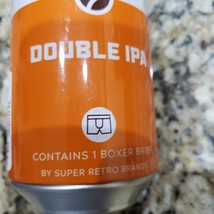 DOUBLE IPA
CONTAINS 1 BOXER BRIEF
BY SUPER RETRO BRANDS